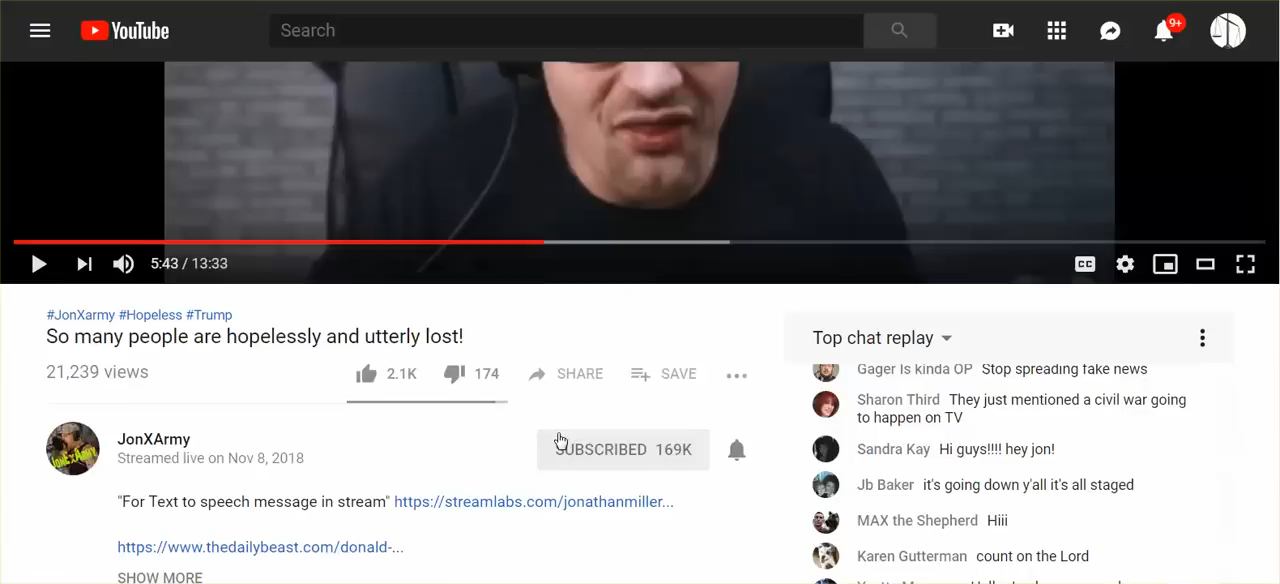 YouTube
Search
9+
5:43 / 13:33
CC
#JonXarmy #Hopeless #Trump
So many people are hopelessly and utterly lost!
21,239 views
2.1K
174
SHARE
SAVE
JonXArmy
Streamed live on Nov 8, 2018
SUBSCRIBED 169K
"For Text to speech message in stream" https://streamlabs.com/jonathanmiller...
https://www.thedailybeast.com/donald-...
SHOW MORE
Top chat replay
Gager Is kinda OP Stop spreading fake news
Sharon Third They just mentioned a civil war going
to happen on TV
Sandra Kay Hi guys!!!! hey jon!
Jb Baker it's going down y'all it's all staged
MAX the Shepherd Hiii
Karen Gutterman count on the Lord